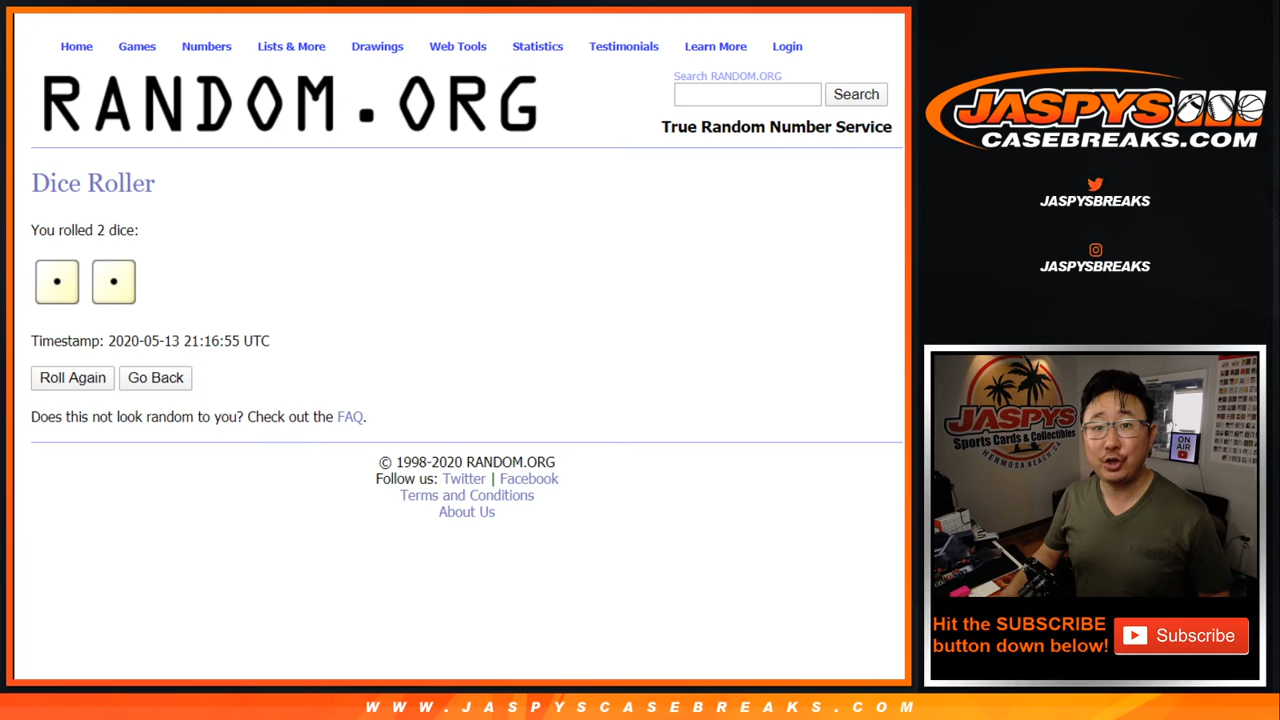 Home Games Numbers Lists & More Drawings Web Tools Statistics Testimonials Learn More Login
RANDOM.ORG
Search RANDOM.ORG
Search
True Random Number Service
Dice Roller
You rolled 2 dice:
Timestamp: 2020-05-13 21:16:55 UTC
Roll Again Go Back
Does this not look random to you? Check out the FAQ.
© 1998-2020 RANDOM.ORG
Follow us: Twitter | Facebook
Terms and Conditions
About Us
JASPYS
CASEBREAKS.COM
JASPYSBREAKS
JASPYSBREAKS
JASPYS
Sports Cards & Collectibles
HERMOSA BEACH CA
ON
AIR
Hit the SUBSCRIBE
button down below!
Subscribe
WWW.JASPYSCASEBREAKS.COM